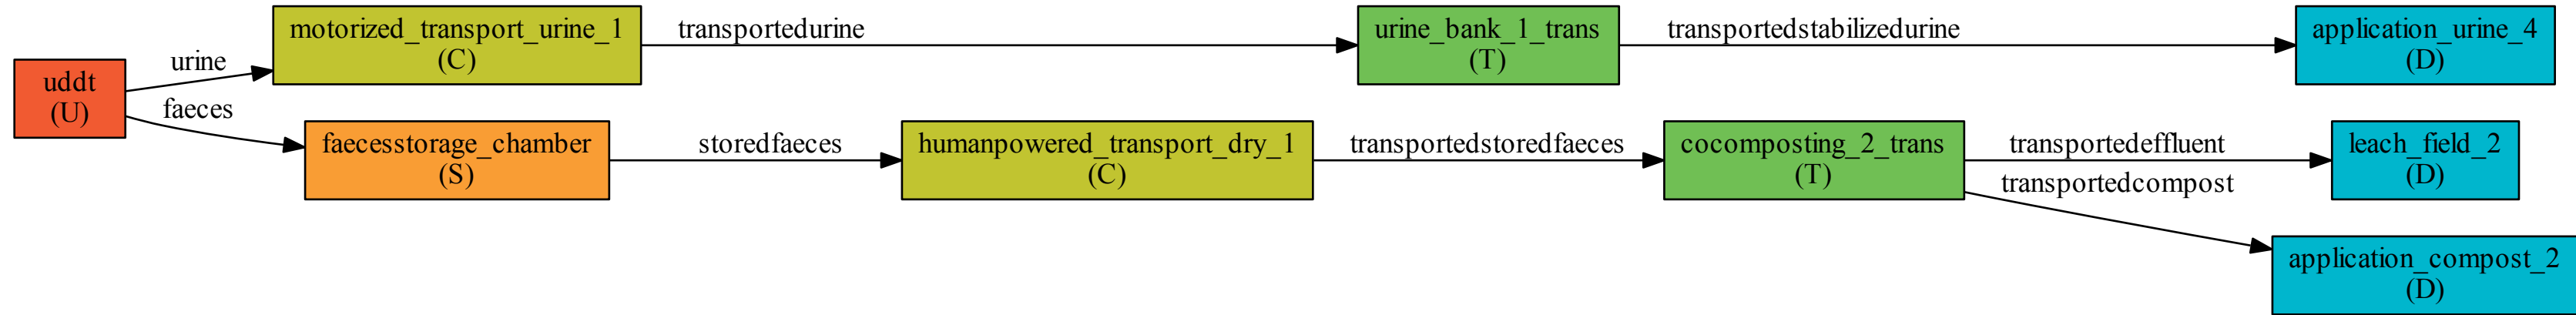 uddt
(U)
urine
faeces
motorized_transport_urine_1
(C)
transportedurine
urine_bank_1_trans
(T)
transportedstabilizedurine
application_urine_4
(D)
faecesstorage_chamber
(S)
storedfaeces
humanpowered_transport_dry_1
(C)
transportedstoredfaeces
cocomposting_2_trans
(T)
transportedeffluent
leach_field_2
(D)
transportedcompost
application_compost_2
(D)